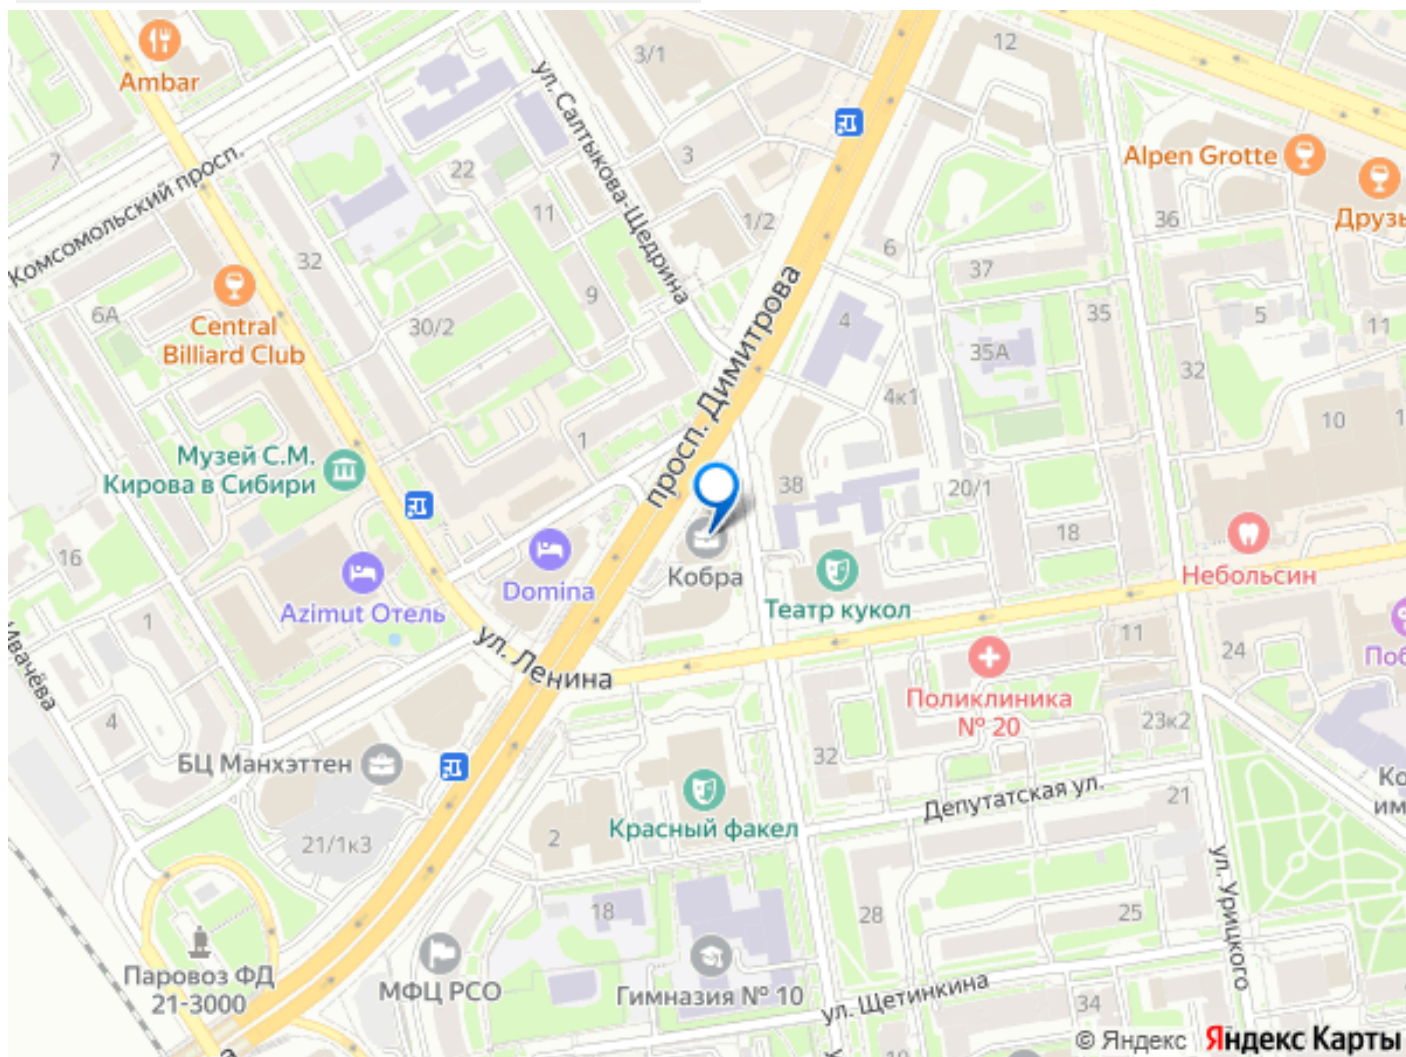 Ambar
3/1
12
ул. Салтыкова-Щедрина
7
Комсомольский просп.
22
3
Alpen Grotte
Друзь
11
1/2
36
6
32
37
9
6А
30/2
Central
Billiard Club
4
35
5
11
35А
просп. Димитрова
32
4к1
10
1
1
Музей С.М.
Кирова в Сибири
38
20/1
18
16
Кобра
Небольсин
Domina
Azimut Отель
Театр кукол
ул. Ленина
1
11
24
Поб
Ивачёва
Поликлиника
№ 20
4
23к2
32
БЦ Манхэттен
Депутатская ул.
21
Ко
им
Красный факел
2
21/1к3
ул. Урицкого
18
28
25
Паровоз ФД
21-3000
МФЦ РСО
Гимназия № 10
ул. Щетинкина
34
© Яндекс Яндекс Карты